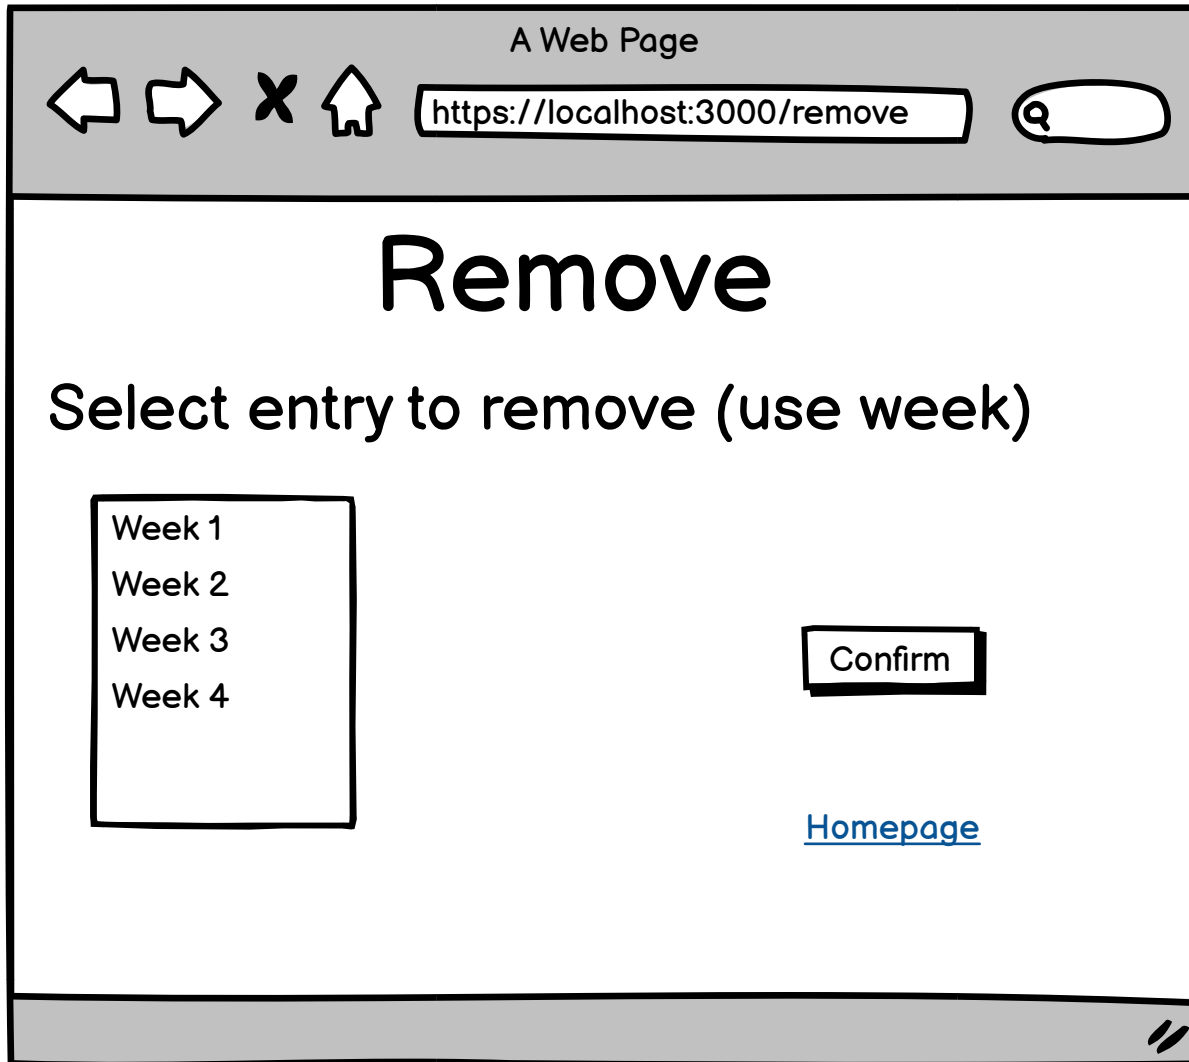 A Web Page
https://localhost:3000/remove
Remove
Select entry to remove (use week)
Week 1
Week 2
Week 3
Week 4
Confirm
Homepage